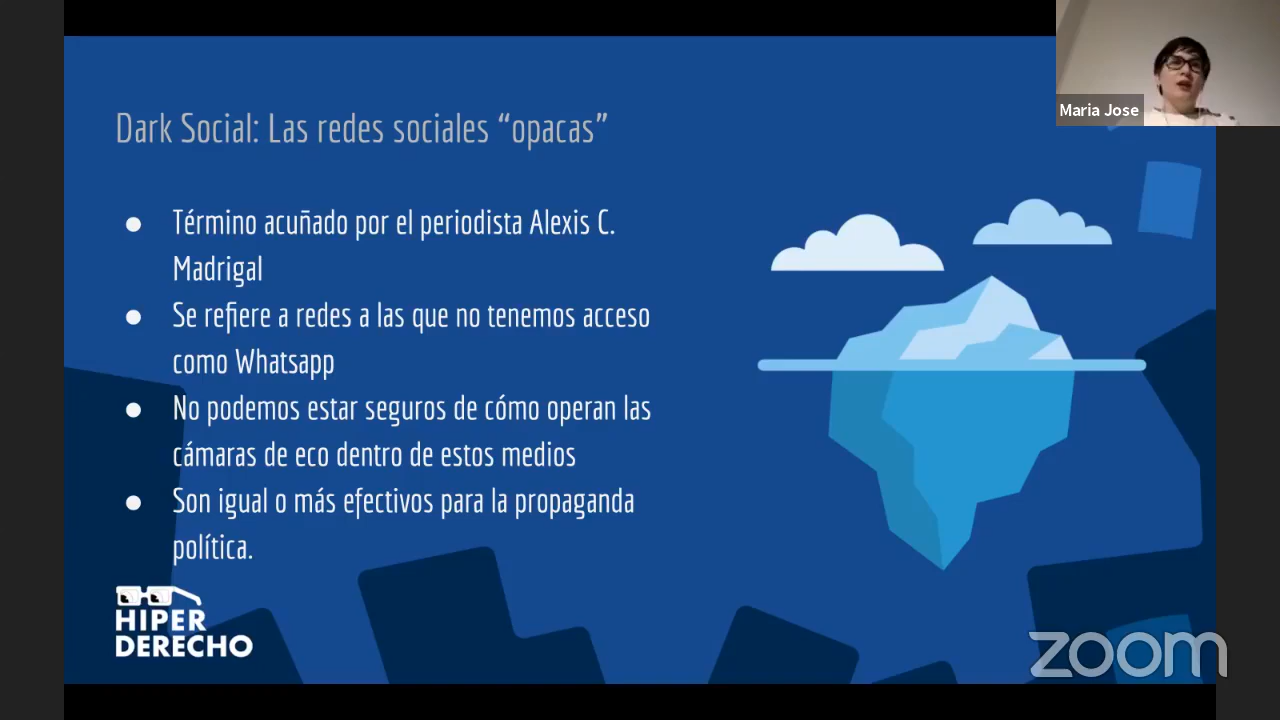 Maria Jose
Dark Social: Las redes sociales “opacas”
● Término acuñado por el periodista Alexis C.
Madrigal
● Se refiere a redes a las que no tenemos acceso
como Whatsapp
● No podemos estar seguros de cómo operan las
cámaras de eco dentro de estos medios
● Son igual o más efectivos para la propaganda
política.
HIPER
DERECHO
zoom